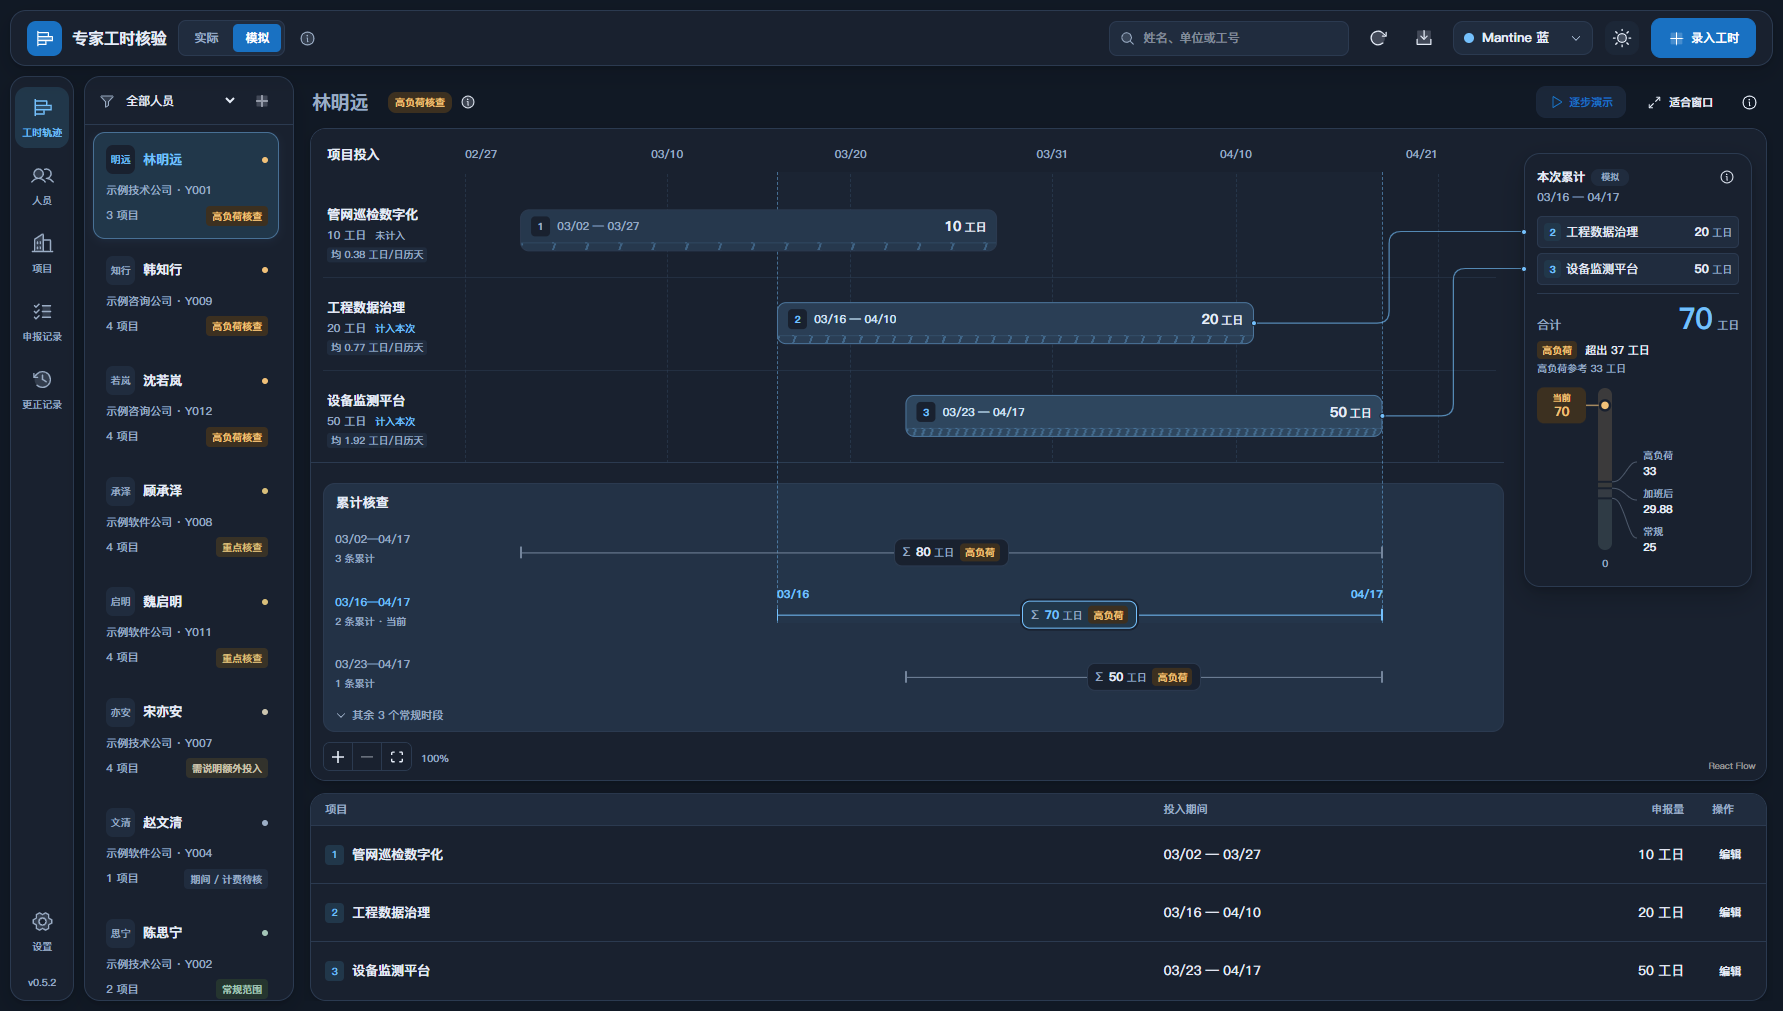 专家工时核验
实际
模拟
姓名、单位或工号
Mantine 蓝
录入工时
工时轨迹
人员
项目
申报记录
更正记录
设置
v0.5.2
全部人员
明远 林明远
示例技术公司 · Y001
3 项目 高负荷核查
知行 韩知行
示例咨询公司 · Y009
4 项目 高负荷核查
若岚 沈若岚
示例咨询公司 · Y012
4 项目 高负荷核查
承泽 顾承泽
示例软件公司 · Y008
4 项目 重点核查
启明 魏启明
示例软件公司 · Y011
4 项目 重点核查
亦安 宋亦安
示例技术公司 · Y007
4 项目 需说明额外投入
文清 赵文清
示例软件公司 · Y004
1 项目 期间 / 计费待核
思宁 陈思宁
示例技术公司 · Y002
2 项目 常规范围
林明远 高负荷核查
逐步演示
适合窗口
项目投入 02/27 03/10 03/20 03/31 04/10 04/21
管网巡检数字化
10 工日 未计入
均 0.38 工日/日历天
1 03/02 — 03/27 10 工日
工程数据治理
20 工日 计入本次
均 0.77 工日/日历天
2 03/16 — 04/10 20 工日
设备监测平台
50 工日 计入本次
均 1.92 工日/日历天
3 03/23 — 04/17 50 工日
累计核查
03/02—04/17
3 条累计
Σ 80 工日 高负荷
03/16—04/17
2 条累计 · 当前
03/16 04/17
Σ 70 工日 高负荷
03/23—04/17
1 条累计
Σ 50 工日 高负荷
其余 3 个常规时段
100%
React Flow
本次累计 模拟
03/16 — 04/17
2 工程数据治理 20 工日
3 设备监测平台 50 工日
合计 70 工日
高负荷 超出 37 工日
高负荷参考 33 工日
当前
70
高负荷
33
加班后
29.88
常规
25
0
项目 投入期间 申报量 操作
1 管网巡检数字化 03/02 — 03/27 10 工日 编辑
2 工程数据治理 03/16 — 04/10 20 工日 编辑
3 设备监测平台 03/23 — 04/17 50 工日 编辑